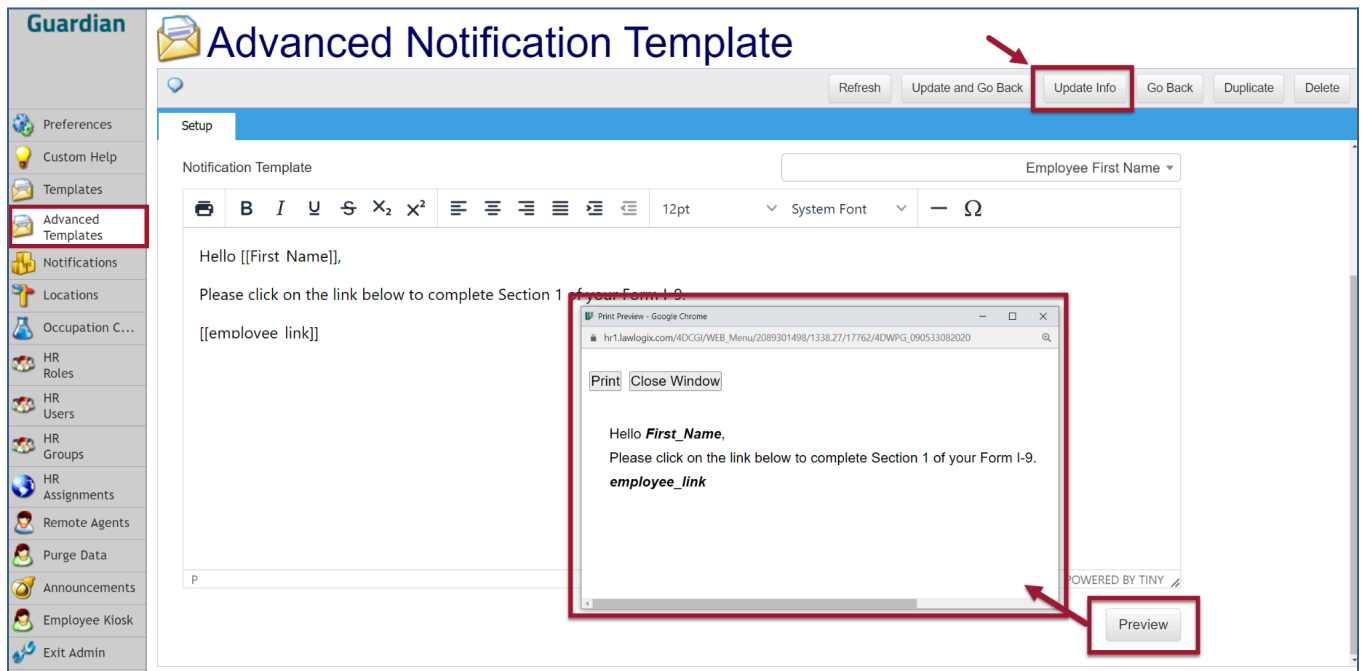 Guardian
Advanced Notification Template
Refresh
Update and Go Back
Update Info
Go Back
Duplicate
Delete
Preferences
Custom Help
Templates
Advanced
Templates
Notifications
Locations
Occupation C...
HR
Roles
HR
Users
HR
Groups
HR
Assignments
Remote Agents
Purge Data
Announcements
Employee Kiosk
Exit Admin
Setup
Notification Template
Employee First Name
B I U S X₂ X²
12pt
System Font
Ω
Hello [[First Name]],
Please click on the link below to complete Section 1 of your Form I-9.
[[employee link]]
Print Preview - Google Chrome
hr1.lawlogix.com/4DCGI/WEB_Menu/2089301498/1338.27/17762/4DWPG_090533082020
Print
Close Window
Hello First_Name,
Please click on the link below to complete Section 1 of your Form I-9.
employee_link
P
POWERED BY TINY
Preview